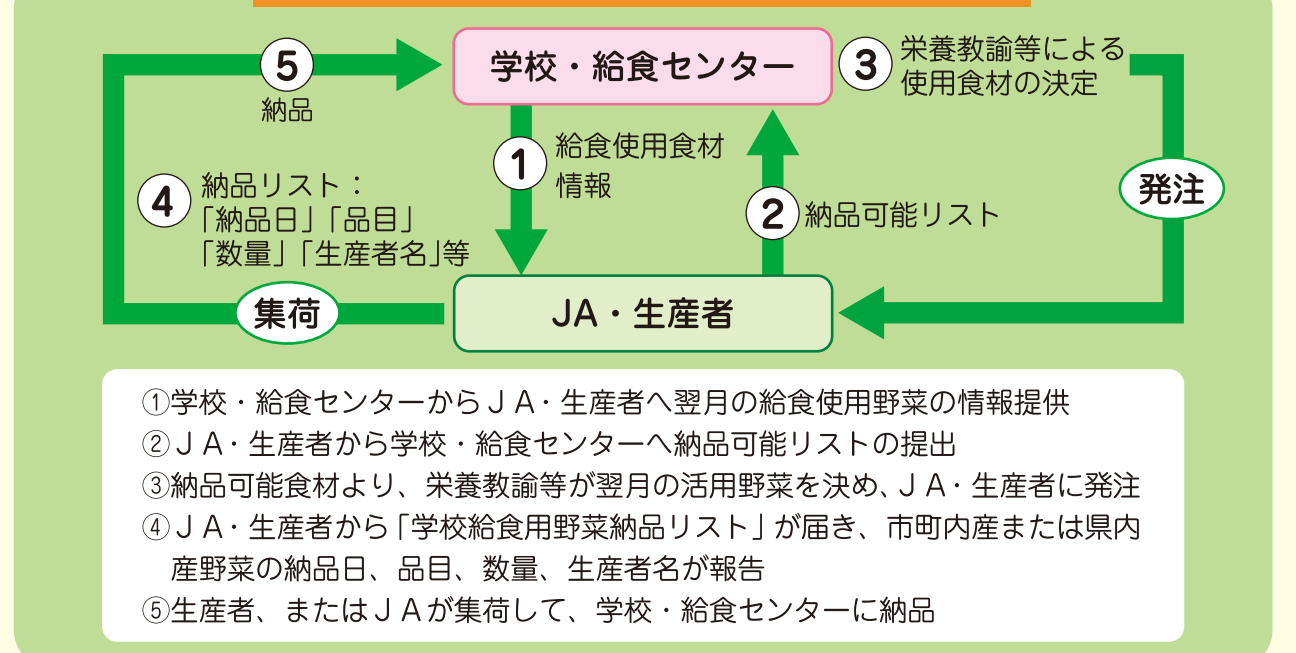 学校・給食センター
③栄養教諭等による
使用食材の決定
⑤
納品
①給食使用食材
情報
④納品リスト：
「納品日」「品目」
「数量」「生産者名」等
②納品可能リスト
発注
集荷
JA・生産者
①学校・給食センターからＪＡ・生産者へ翌月の給食使用野菜の情報提供
②ＪＡ・生産者から学校・給食センターへ納品可能リストの提出
③納品可能食材より、栄養教諭等が翌月の活用野菜を決め、ＪＡ・生産者に発注
④ＪＡ・生産者から「学校給食用野菜納品リスト」が届き、市町内産または県内
産野菜の納品日、品目、数量、生産者名が報告
⑤生産者、またはＪＡが集荷して、学校・給食センターに納品